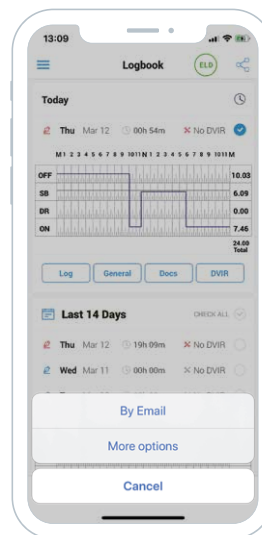 13:09
Logbook ELD
Today
Thu Mar 12 00h 54m No DVIR
M 1 2 3 4 5 6 7 8 9 10 11 N 1 2 3 4 5 6 7 8 9 10 11 M
OFF 10.03
SB 6.09
DR 0.00
ON 7.46
24.00
Total
Log General Docs DVIR
Last 14 Days CHECK ALL
Thu Mar 12 19h 09m No DVIR
Wed Mar 11 00h 00m No DVIR
By Email
More options
Cancel